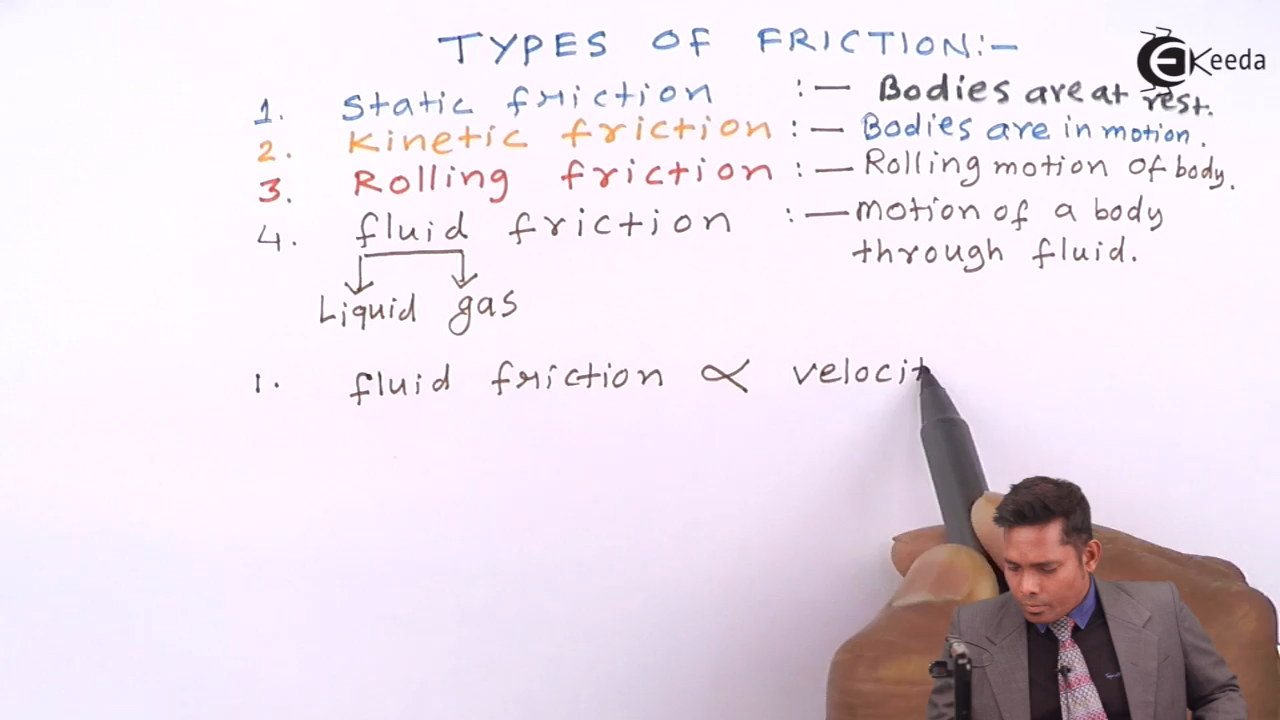 TYPES OF FRICTION:-
Keeda
1. Static friction :- Bodies are at rest.
2. Kinetic friction :- Bodies are in motion.
3. Rolling friction :- Rolling motion of body.
4. fluid friction :- motion of a body
through fluid.
Liquid gas
1. fluid friction ∝ velocit